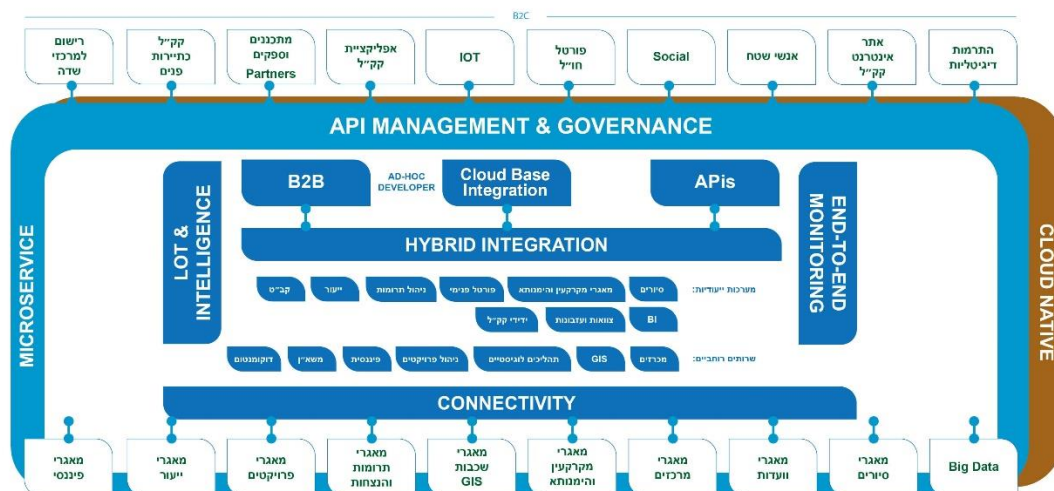 B2C
התרמות
דיגיטליות
אתר
אינטרנט
קק"ל
אנשי שטח
Social
פורטל
חו"ל
IOT
אפליקציית
קק"ל
מתכננים
וספקים
Partners
קק"ל
כתיירות
פנים
רישום
למרכזי
שדה
API MANAGEMENT & GOVERNANCE
MICROSERVICE
CLOUD NATIVE
LOT &
INTELLIGENCE
END-TO-END
MONITORING
B2B
AD-HOC
DEVELOPER
Cloud Base
Integration
APis
HYBRID INTEGRATION
מערכות ייעודיות:
סיורים
מאגרי מקרקעין והימנותא
פורטל פנימי
ניהול תרומות
ייעור
קב"ט
BI
צוואות ועזבונות
ידידי קק"ל
שרותים רוחביים:
מכרזים
GIS
תהליכים לוגיסטיים
ניהול פרויקטים
פיננסית
משא"ן
דוקומנטום
CONNECTIVITY
Big Data
מאגרי
סיורים
מאגרי
וועדות
מאגרי
מרכזים
מאגרי
מקרקעין
והימנותא
מאגרי
שכבות
GIS
מאגרי
תרומות
והנצחות
מאגרי
פרויקטים
מאגרי
ייעור
מאגרי
פיננסי